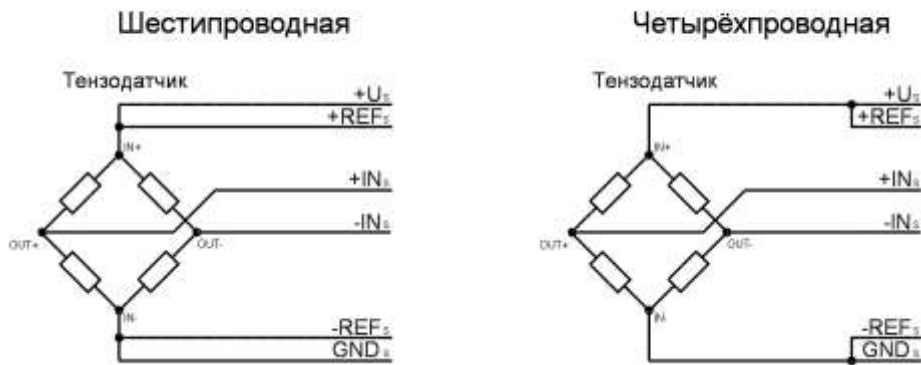 Шестипроводная
Тензодатчик
+Us
+REFs
IN+
+INs
-INs
OUT+
OUT-
IN-
-REFs
GNDs
Четырёхпроводная
Тензодатчик
+Us
+REFs
IN+
+INs
-INs
OUT+
OUT-
IN-
-REFs
GNDs